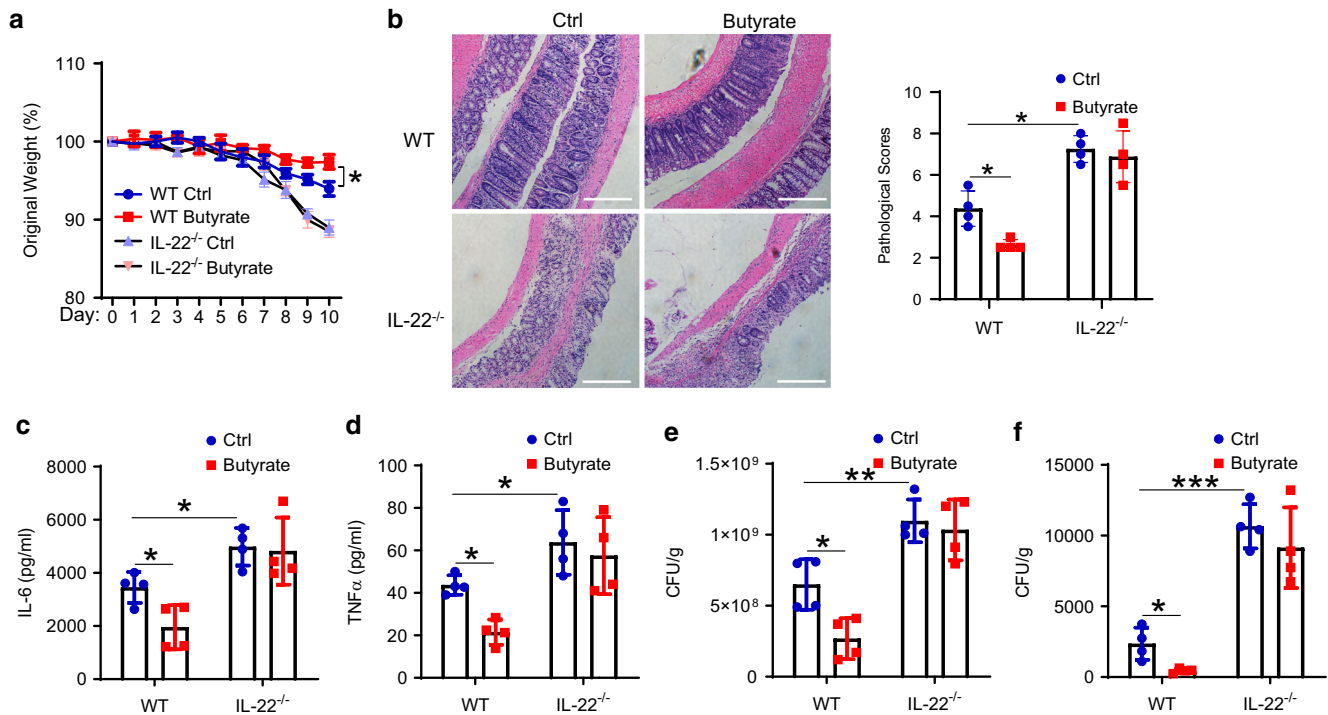 a
110
100
90
80
Original Weight (%)
WT Ctrl
WT Butyrate
IL-22-/- Ctrl
IL-22-/- Butyrate
*
Day: 0 1 2 3 4 5 6 7 8 9 10
b
Ctrl
Butyrate
WT
IL-22-/-
Ctrl
Butyrate
10
8
6
4
2
0
Pathological Scores
*
*
WT
IL-22-/-
c
Ctrl
Butyrate
8000
6000
4000
2000
0
IL-6 (pg/ml)
*
*
WT
IL-22-/-
d
Ctrl
Butyrate
100
80
60
40
20
0
TNFα (pg/ml)
*
*
WT
IL-22-/-
e
Ctrl
Butyrate
1.5×10⁹
1×10⁹
5×10⁸
0
CFU/g
**
*
WT
IL-22-/-
f
Ctrl
Butyrate
15000
10000
5000
0
CFU/g
***
*
WT
IL-22-/-